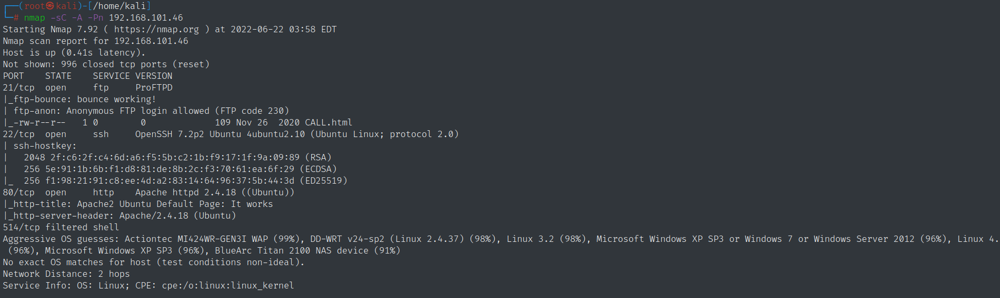 ┌──(root㉿kali)-[/home/kali]
└─# nmap -sC -A -Pn 192.168.101.46
Starting Nmap 7.92 ( https://nmap.org ) at 2022-06-22 03:58 EDT
Nmap scan report for 192.168.101.46
Host is up (0.41s latency).
Not shown: 996 closed tcp ports (reset)
PORT    STATE    SERVICE VERSION
21/tcp  open     ftp     ProFTPD
|_ftp-bounce: bounce working!
| ftp-anon: Anonymous FTP login allowed (FTP code 230)
|_-rw-r--r--   1 0        0             109 Nov 26  2020 CALL.html
22/tcp  open     ssh     OpenSSH 7.2p2 Ubuntu 4ubuntu2.10 (Ubuntu Linux; protocol 2.0)
| ssh-hostkey:
|   2048 2f:c6:2f:c4:6d:a6:f5:5b:c2:1b:f9:17:1f:9a:09:89 (RSA)
|   256 5e:91:1b:6b:f1:d8:81:de:8b:2c:f3:70:61:ea:6f:29 (ECDSA)
|_  256 f1:98:21:91:c8:ee:4d:a2:83:14:64:96:37:5b:44:3d (ED25519)
80/tcp  open     http    Apache httpd 2.4.18 ((Ubuntu))
|_http-title: Apache2 Ubuntu Default Page: It works
|_http-server-header: Apache/2.4.18 (Ubuntu)
514/tcp filtered shell
Aggressive OS guesses: Actiontec MI424WR-GEN3I WAP (99%), DD-WRT v24-sp2 (Linux 2.4.37) (98%), Linux 3.2 (98%), Microsoft Windows XP SP3 or Windows 7 or Windows Server 2012 (96%), Linux 4.
(96%), Microsoft Windows XP SP3 (96%), BlueArc Titan 2100 NAS device (91%)
No exact OS matches for host (test conditions non-ideal).
Network Distance: 2 hops
Service Info: OS: Linux; CPE: cpe:/o:linux:linux_kernel